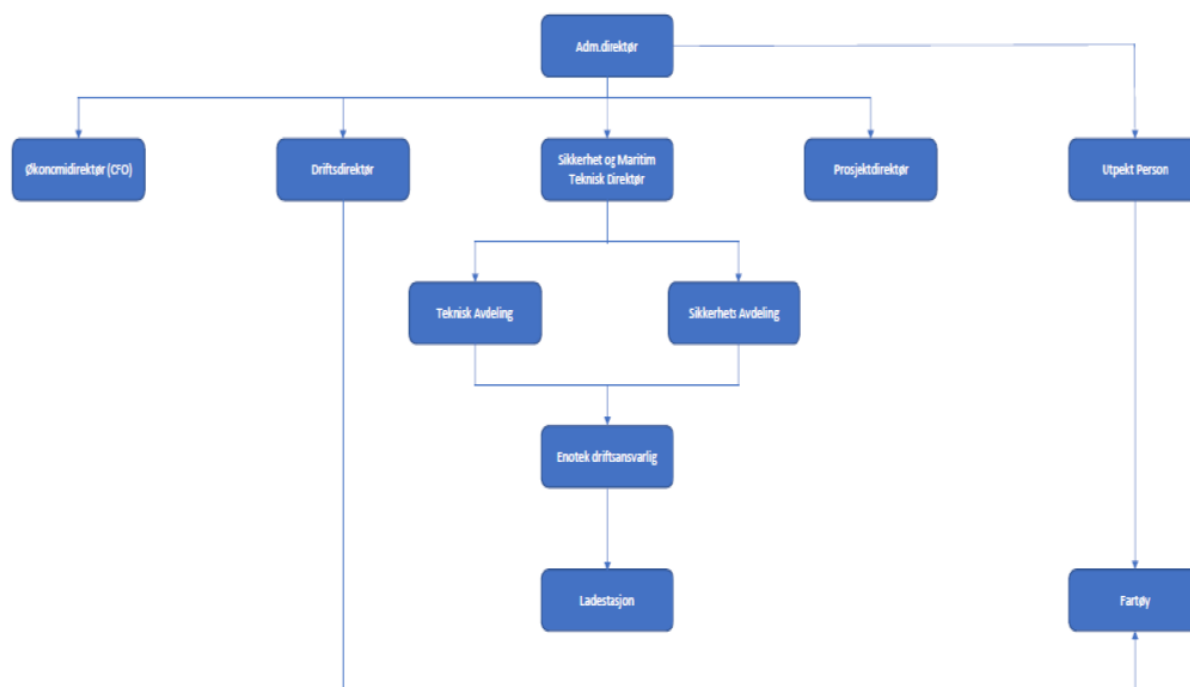 Adm.direktør
Økonomidirektør (CFO)
Driftsdirektør
Sikkerhet og Maritim
Teknisk Direktør
Prosjektdirektør
Utpekt Person
Teknisk Avdeling
Sikkerhets Avdeling
Enotek driftsansvarlig
Ladestasjon
Fartøy